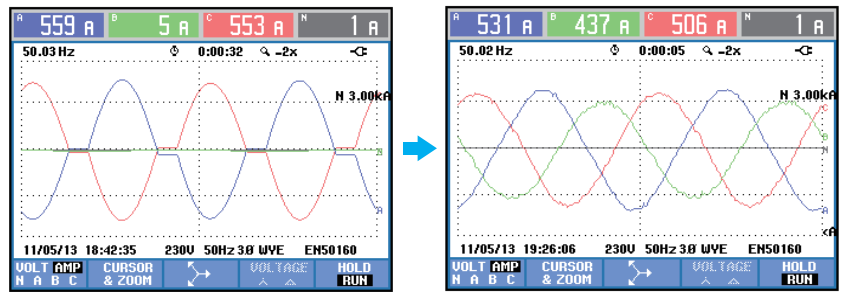 A 559 A B 5 A C 553 A N 1 A
50.03 Hz 0:00:32 -2x
N 3.00kA
N
A
11/05/13 18:42:35 230V 50Hz 3Ø WYE EN50160
VOLT AMP CURSOR VOLTAGE HOLD
N A B C & ZOOM RUN
A 531 A B 437 A C 506 A N 1 A
50.02 Hz 0:00:05 -2x
N 3.00kA
C
B
N
A
<A
11/05/13 19:26:06 230V 50Hz 3Ø WYE EN50160
VOLT AMP CURSOR VOLTAGE HOLD
N A B C & ZOOM RUN